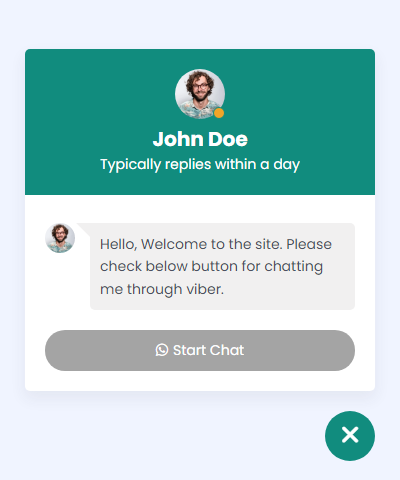 John Doe
Typically replies within a day
Hello, Welcome to the site. Please
check below button for chatting
me through viber.
Start Chat